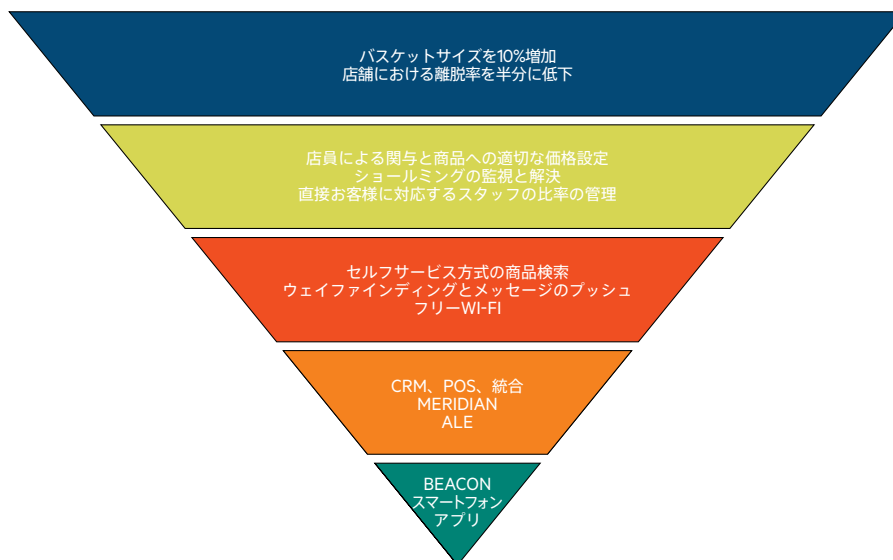 バスケットサイズを10%増加
店舗における離脱率を半分に低下
店員による関与と商品への適切な価格設定
ショールミングの監視と解決
直接お客様に対応するスタッフの比率の管理
セルフサービス方式の商品検索
ウェイファインディングとメッセージのプッシュ
フリーWI-FI
CRM、POS、統合
MERIDIAN
ALE
BEACON
スマートフォン
アプリ